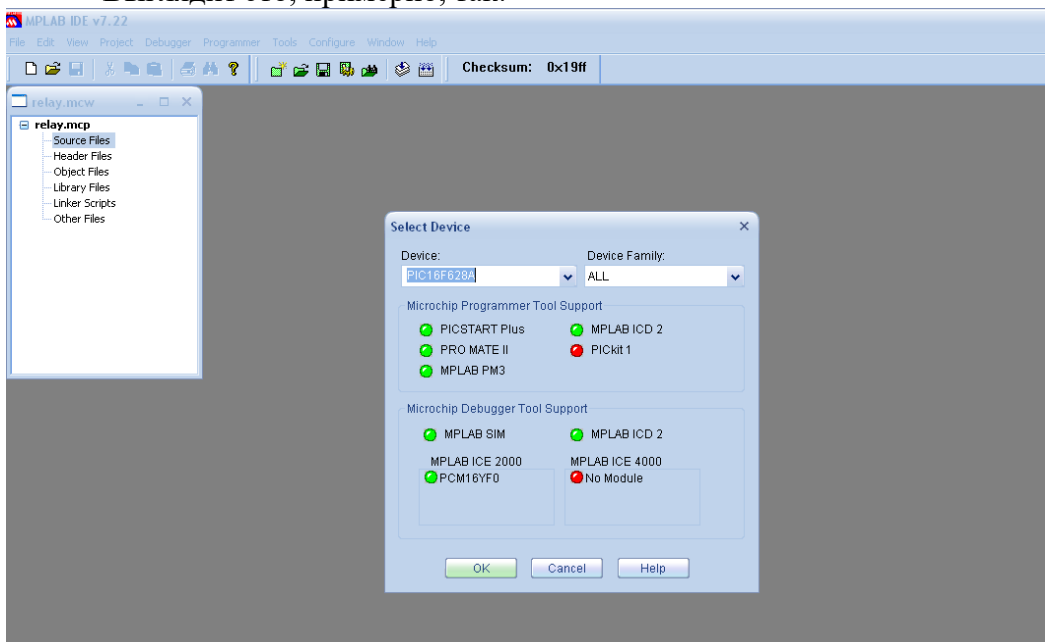 Выглядит это, примерно, так:
MPLAB IDE v7.22
File Edit View Project Debugger Programmer Tools Configure Window Help
Checksum: 0x19ff
relay.mcw
relay.mcp
Source Files
Header Files
Object Files
Library Files
Linker Scripts
Other Files
Select Device
Device: Device Family:
PIC16F628A ALL
Microchip Programmer Tool Support
PICSTART Plus MPLAB ICD 2
PRO MATE II PICkit 1
MPLAB PM3
Microchip Debugger Tool Support
MPLAB SIM MPLAB ICD 2
MPLAB ICE 2000 MPLAB ICE 4000
PCM16YF0 No Module
OK Cancel Help